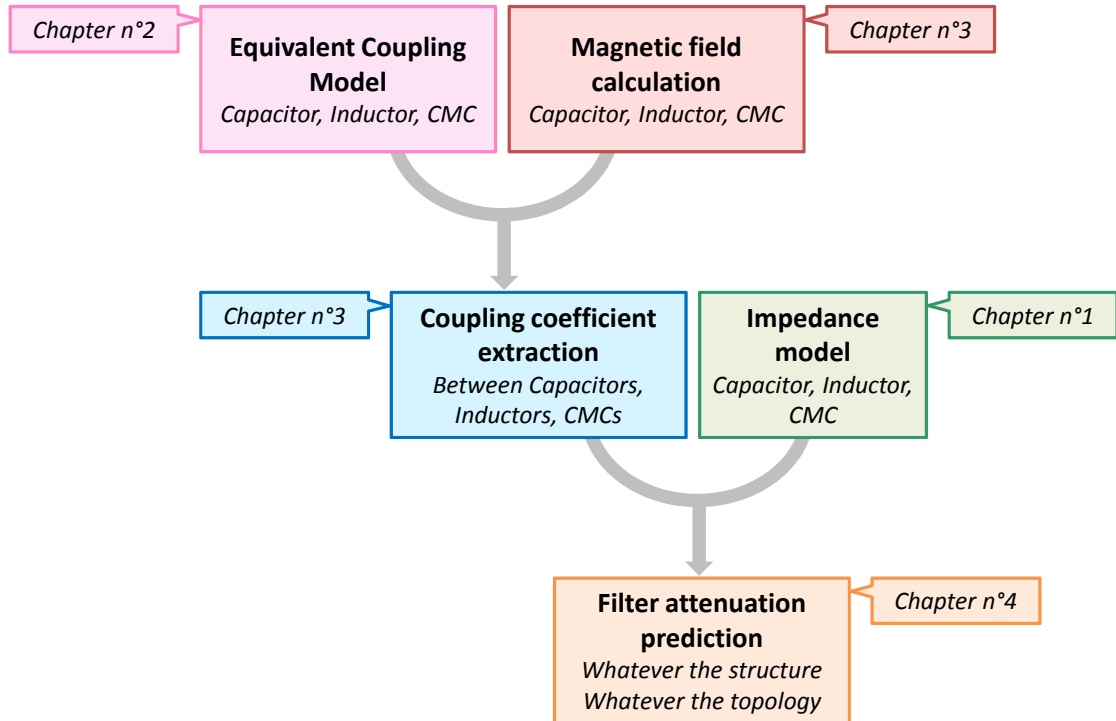 Chapter n°2
Equivalent Coupling
Model
Capacitor, Inductor, CMC
Magnetic field
calculation
Capacitor, Inductor, CMC
Chapter n°3
Chapter n°3
Coupling coefficient
extraction
Between Capacitors,
Inductors, CMCs
Impedance
model
Capacitor, Inductor,
CMC
Chapter n°1
Filter attenuation
prediction
Whatever the structure
Whatever the topology
Chapter n°4